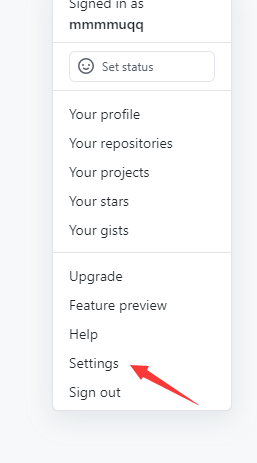 Signed in as
mmmmuqq
Set status
Your profile
Your repositories
Your projects
Your stars
Your gists
Upgrade
Feature preview
Help
Settings
Sign out